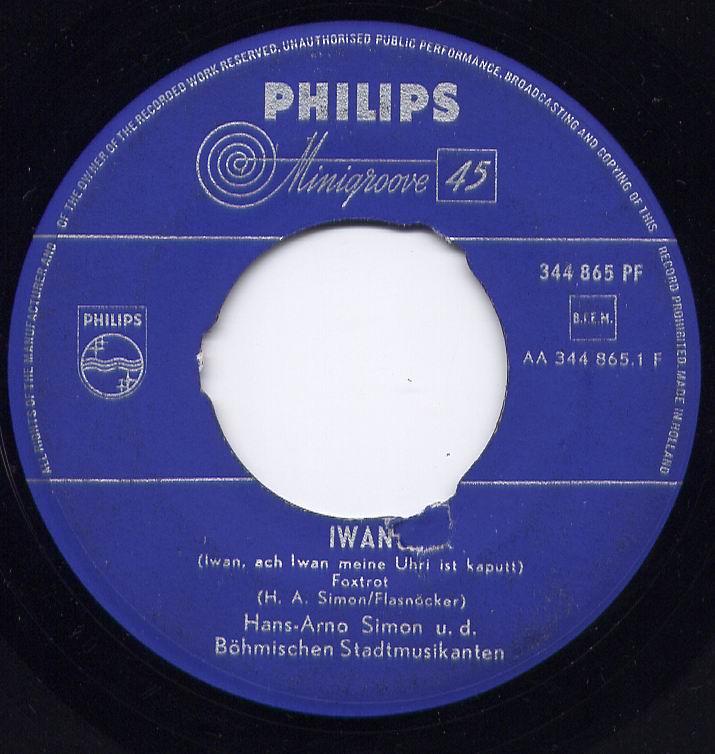 ALL RIGHTS OF THE MANUFACTURER AND OF THE OWNER OF THE RECORDED WORK RESERVED. UNAUTHORISED PUBLIC PERFORMANCE, BROADCASTING AND COPYING OF THIS RECORD PROHIBITED. MADE IN HOLLAND
PHILIPS
Minigroove 45
344 865 PF
PHILIPS
B.I.E.M.
AA 344 865.1 F
IWAN
(Iwan, ach Iwan meine Uhri ist kaputt)
Foxtrot
(H. A. Simon/Flasnöcker)
Hans-Arno Simon u. d.
Böhmischen Stadtmusikanten